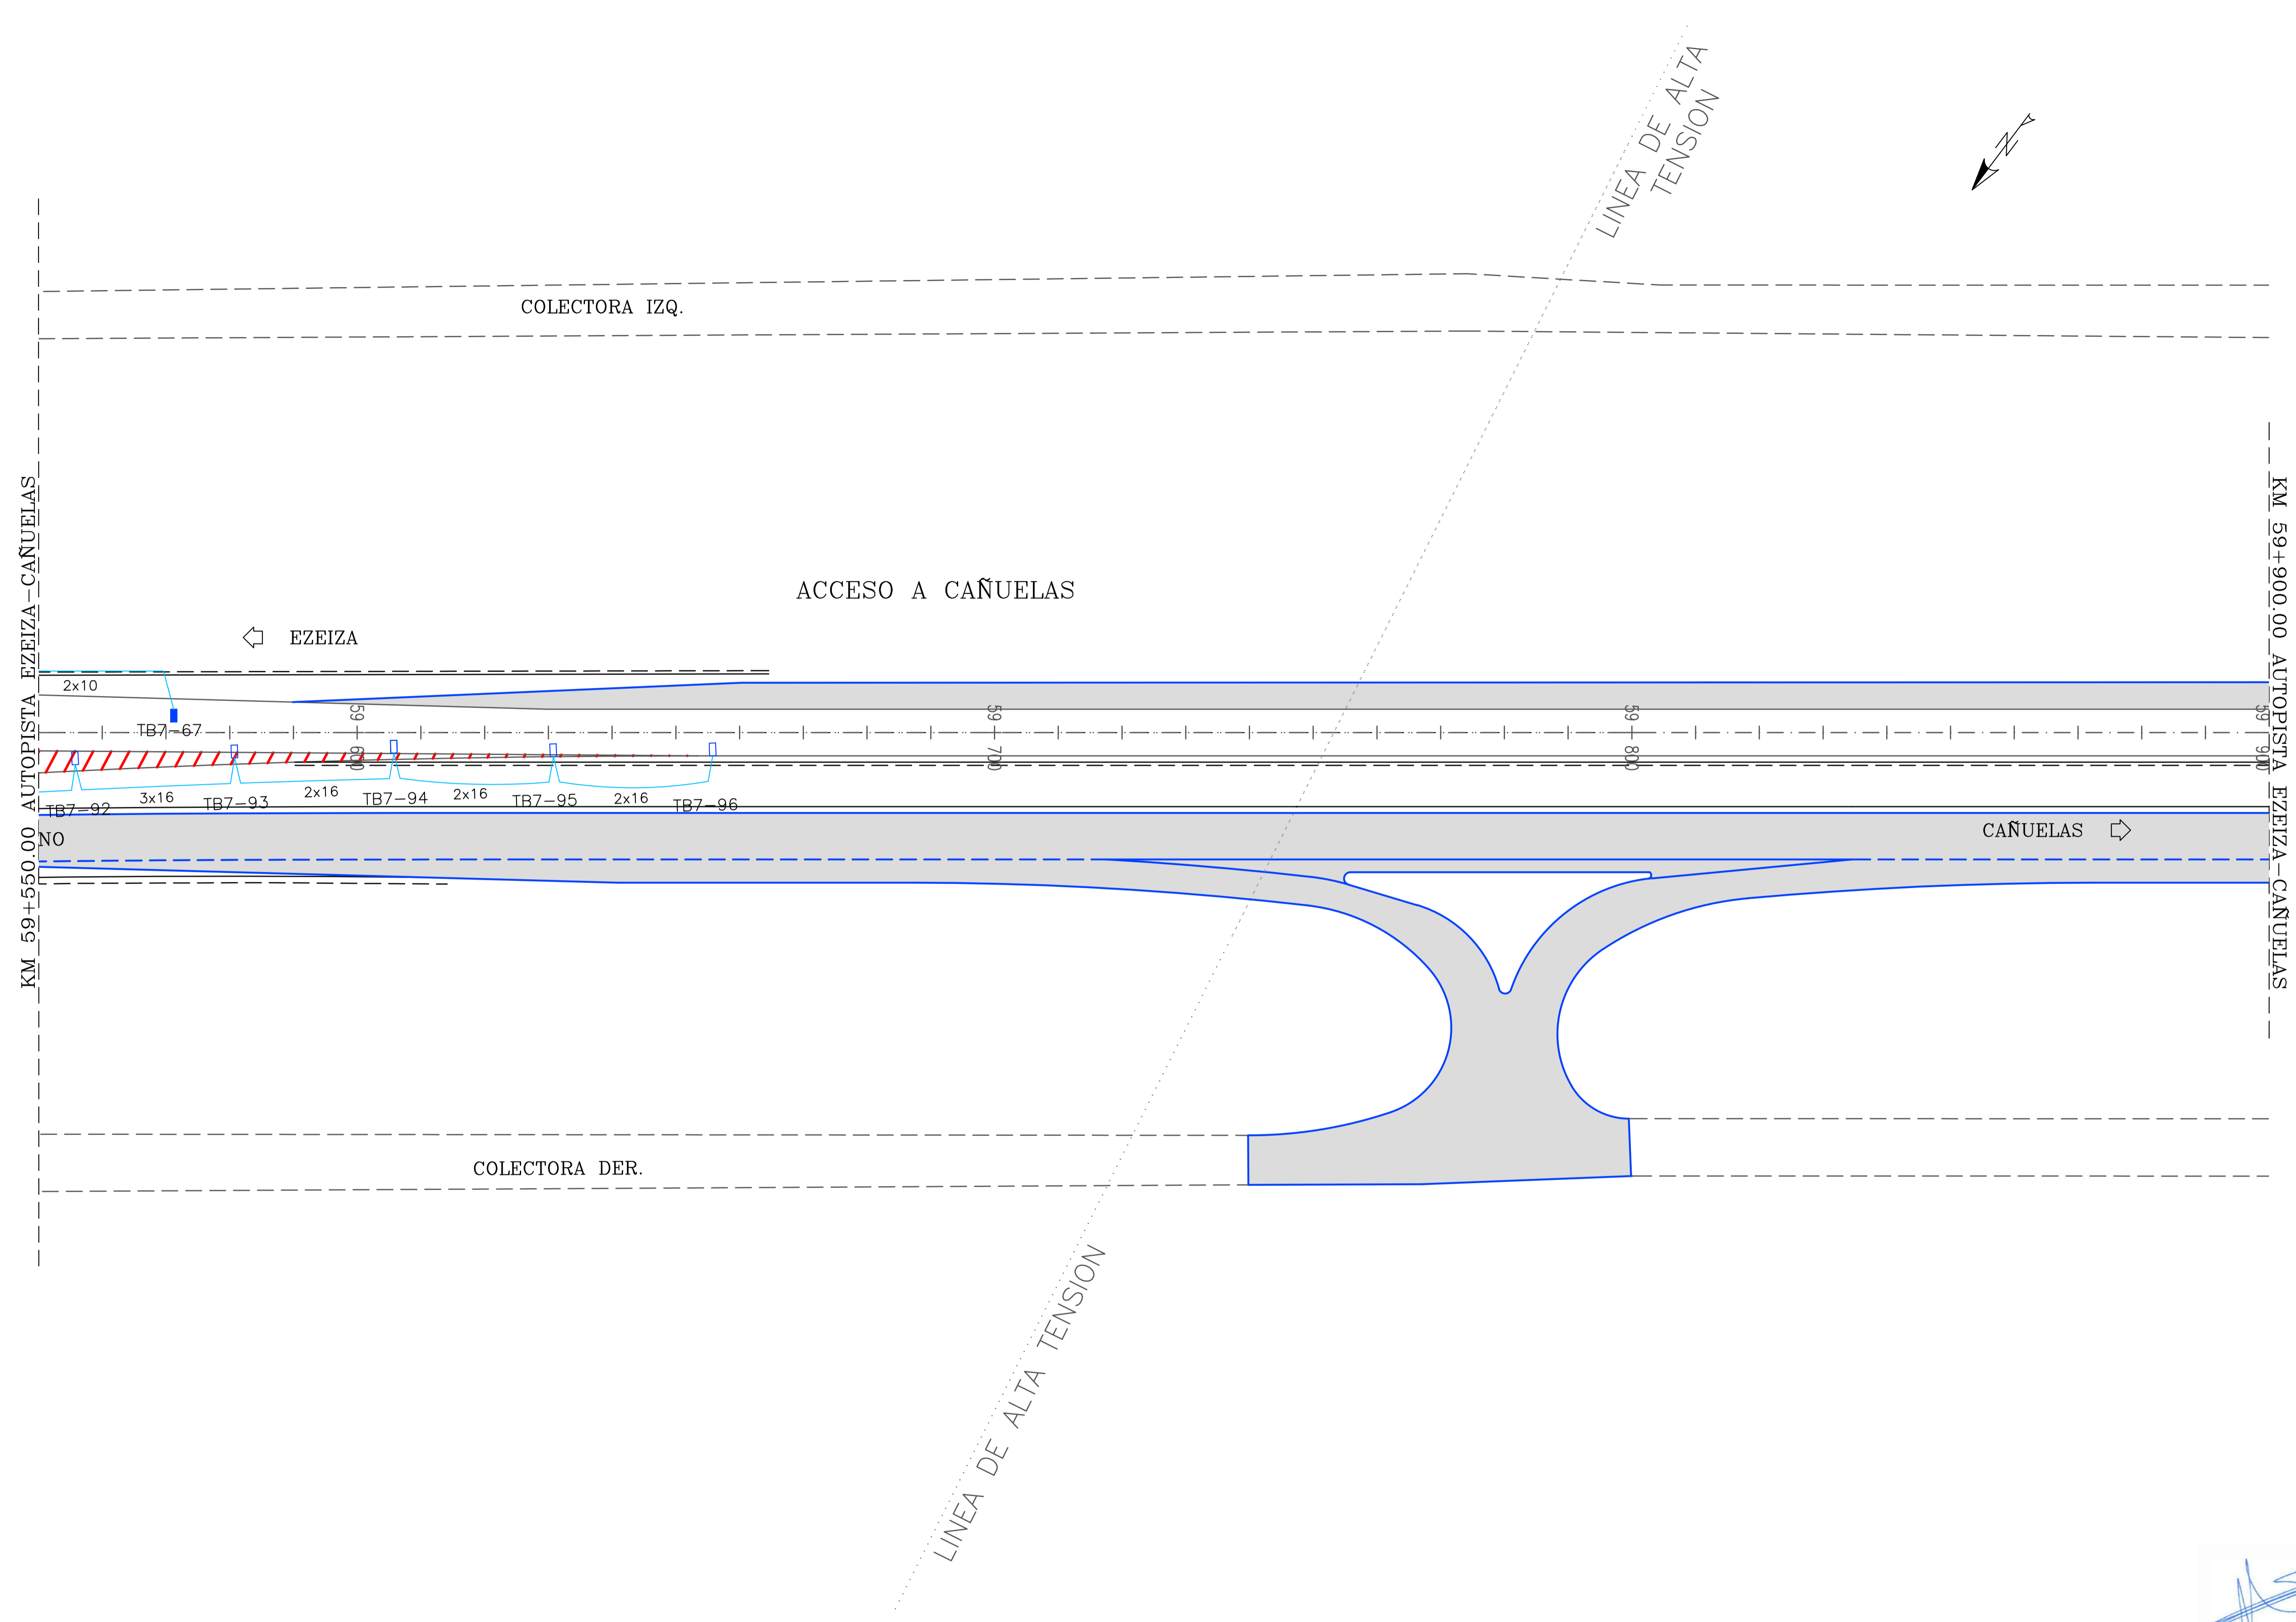 LINEA DE ALTA
TENSION
N
COLECTORA IZQ.
KM 59+550.00 AUTOPISTA EZEIZA-CAÑUELAS
KM 59+900.00 AUTOPISTA EZEIZA-CAÑUELAS
ACCESO A CAÑUELAS
EZEIZA
2x10
TB7-67
59
600
59
700
59
800
59
900
TB7-92
3x16
TB7-93
2x16
TB7-94
2x16
TB7-95
2x16
TB7-96
NO
CAÑUELAS
COLECTORA DER.
LINEA DE ALTA TENSION